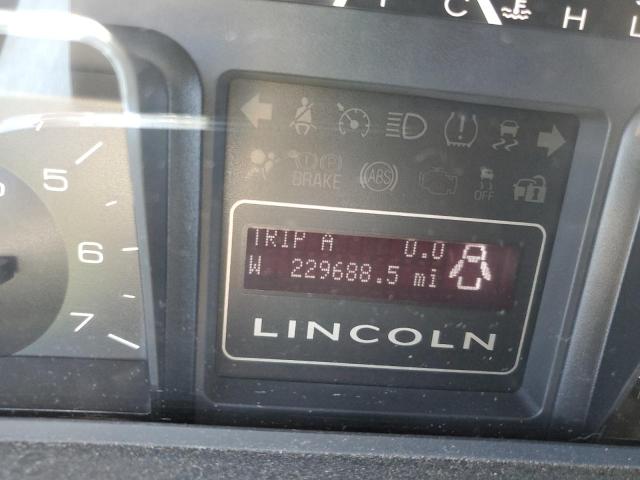 C H
5
6
7
BRAKE ABS OFF
TRIP A 0.0
W 229688.5 mi
LINCOLN